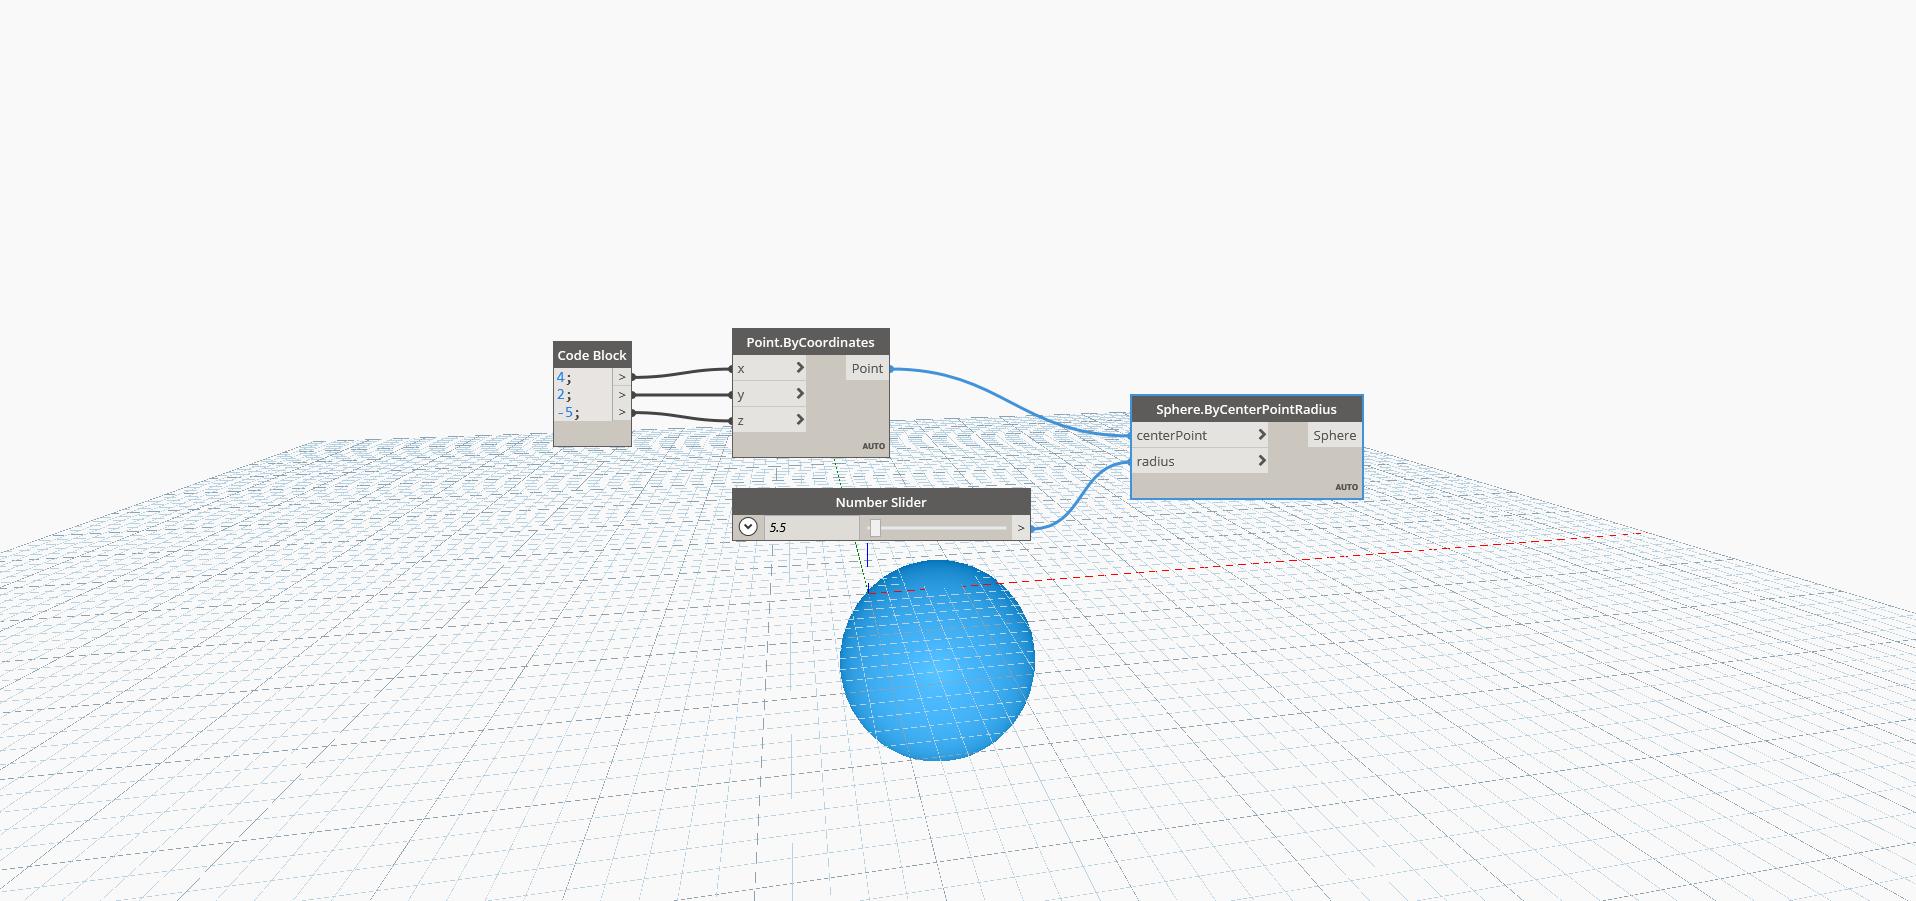 Code Block
4; >
2; >
-5; >
Point.ByCoordinates
x > Point
y >
z >
AUTO
Number Slider
5.5 >
Sphere.ByCenterPointRadius
centerPoint > Sphere
radius >
AUTO